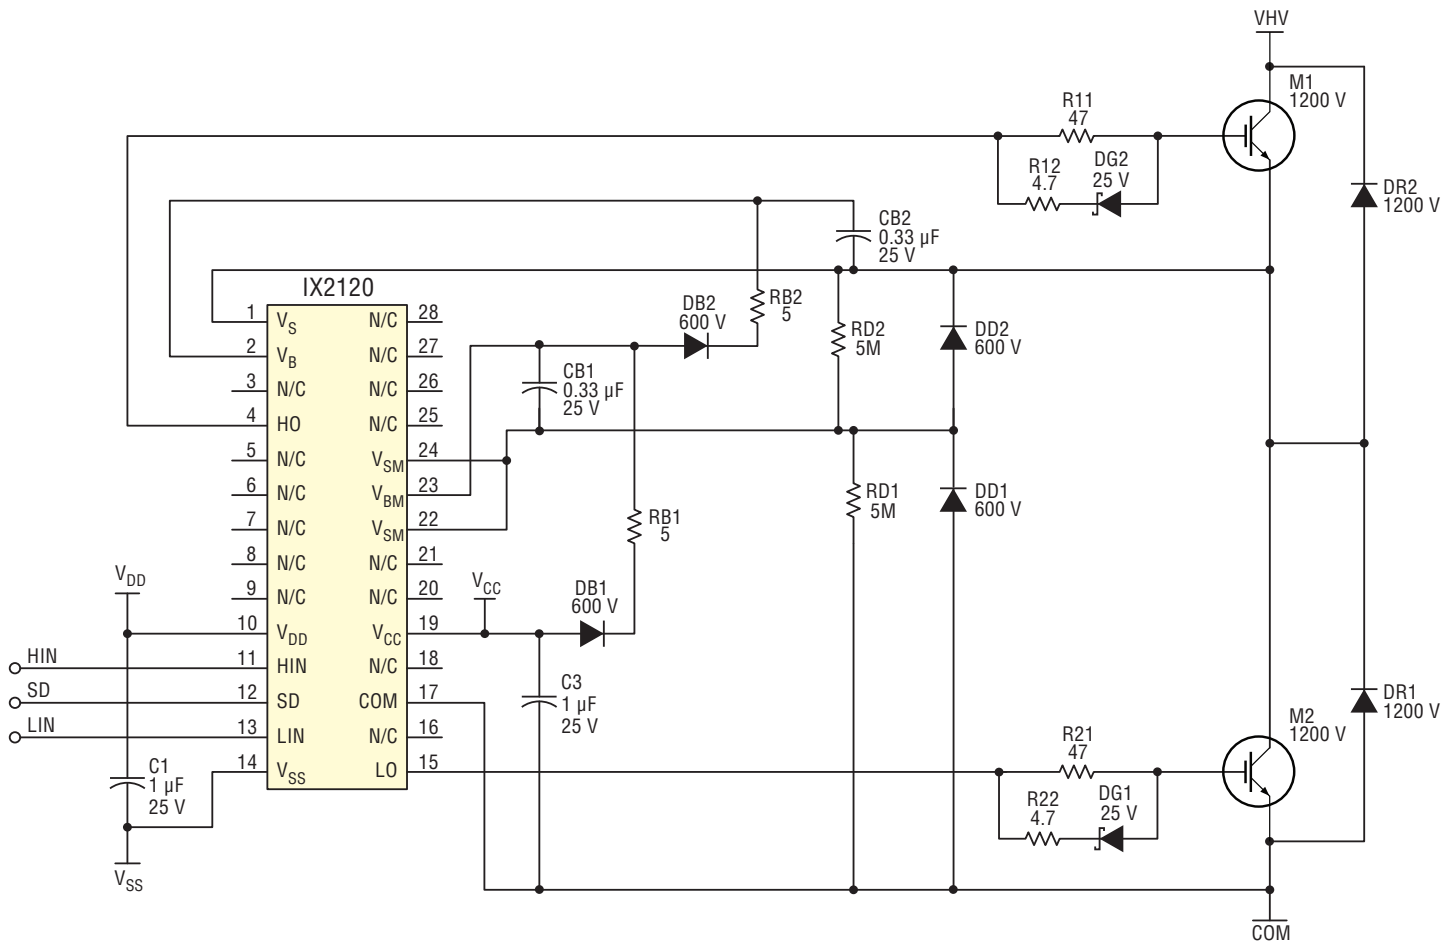 VHV
M1
1200 V
R11
47
R12
4.7
DG2
25 V
DR2
1200 V
CB2
0.33 µF
25 V
IX2120
1
V_S
N/C
28
2
V_B
N/C
27
3
N/C
N/C
26
4
HO
N/C
25
5
N/C
V_SM
24
6
N/C
V_BM
23
7
N/C
V_SM
22
8
N/C
N/C
21
9
N/C
N/C
20
10
V_DD
V_CC
19
11
HIN
N/C
18
12
SD
COM
17
13
LIN
N/C
16
14
V_SS
LO
15
DB2
600 V
RB2
5
RD2
5M
DD2
600 V
CB1
0.33 µF
25 V
RB1
5
RD1
5M
DD1
600 V
V_DD
V_CC
DB1
600 V
HIN
SD
LIN
C3
1 µF
25 V
C1
1 µF
25 V
V_SS
R21
47
R22
4.7
DG1
25 V
M2
1200 V
DR1
1200 V
COM